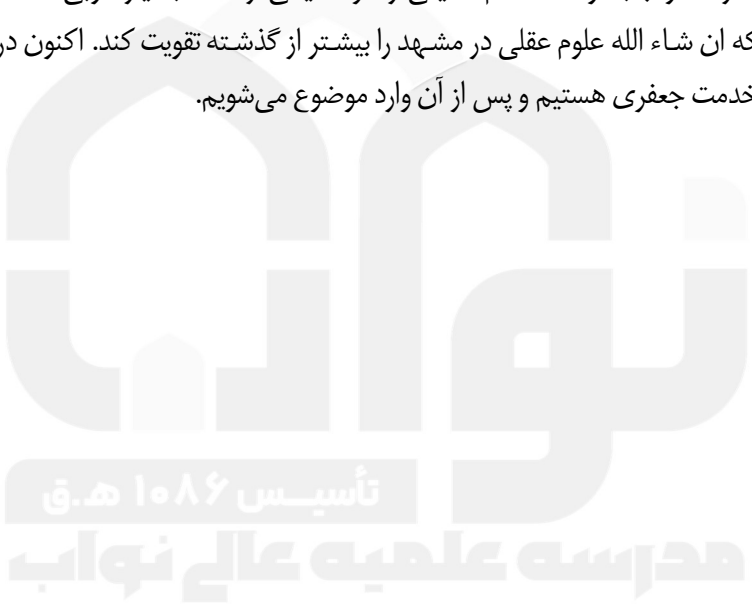 که ان شاء الله علوم عقلی در مشهد را بیشتر از گذشته تقویت کند. اکنون در
خدمت جعفری هستیم و پس از آن وارد موضوع می‌شویم.
نواب
تأسیس ۱۰۸۶ ه.ق
مدرسه علمیه عالی نواب